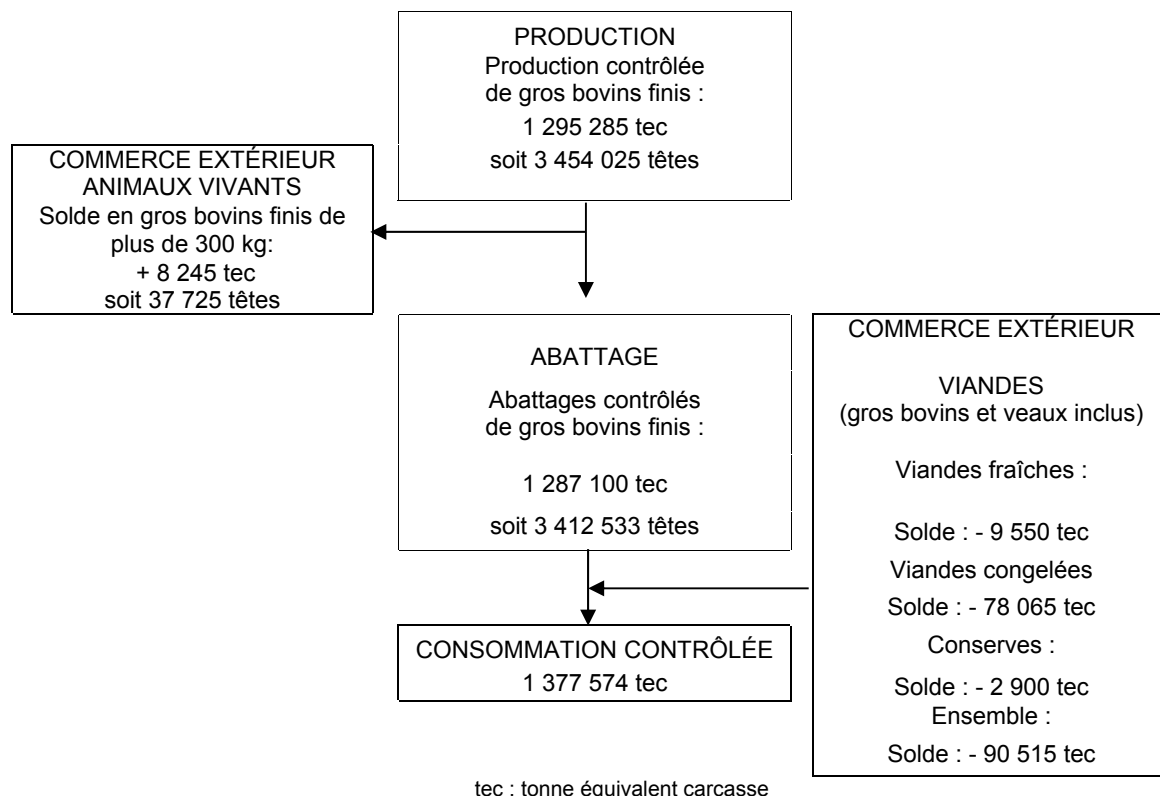 PRODUCTION
Production contrôlée
de gros bovins finis :
1 295 285 tec
soit 3 454 025 têtes
COMMERCE EXTÉRIEUR
ANIMAUX VIVANTS
Solde en gros bovins finis de
plus de 300 kg:
+ 8 245 tec
soit 37 725 têtes
ABATTAGE
Abattages contrôlés
de gros bovins finis :
1 287 100 tec
soit 3 412 533 têtes
COMMERCE EXTÉRIEUR
VIANDES
(gros bovins et veaux inclus)
Viandes fraîches :
Solde : - 9 550 tec
Viandes congelées
Solde : - 78 065 tec
Conserves :
Solde : - 2 900 tec
Ensemble :
Solde : - 90 515 tec
CONSOMMATION CONTRÔLÉE
1 377 574 tec
tec : tonne équivalent carcasse